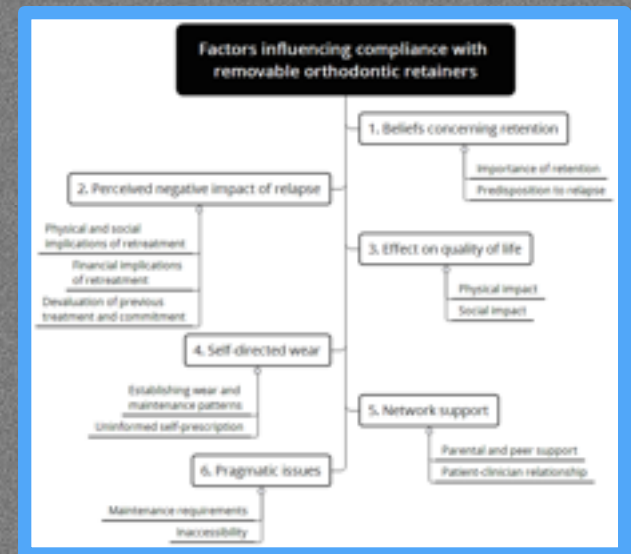 Factors influencing compliance with
removable orthodontic retainers
1. Beliefs concerning retention
Importance of retention
Predisposition to relapse
2. Perceived negative impact of relapse
Physical and social
implications of retreatment
Financial implications
of retreatment
Devaluation of previous
treatment and commitment
3. Effect on quality of life
Physical impact
Social impact
4. Self-directed wear
Establishing wear and
maintenance patterns
Uninformed self-prescription
5. Network support
Parental and peer support
Patient-clinician relationship
6. Pragmatic issues
Maintenance requirements
Inaccessibility